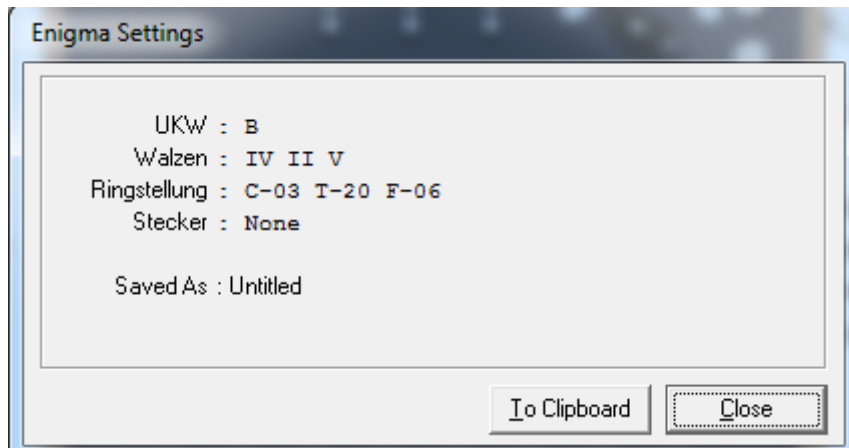 Enigma Settings
UKW : B
Walzen : IV II V
Ringstellung : C-03 T-20 F-06
Stecker : None
Saved As : Untitled
To Clipboard
Close